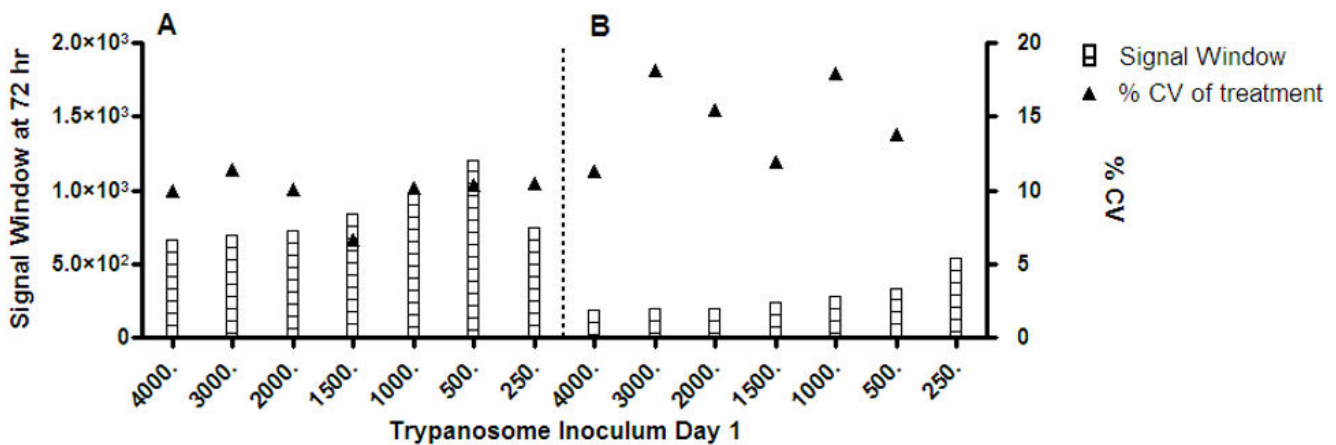 A
B
Signal Window at 72 hr
2.0×10³
1.5×10³
1.0×10³
5.0×10²
0
20
15
10
5
0
% CV
Signal Window
% CV of treatment
4000. 3000. 2000. 1500. 1000. 500. 250. 4000. 3000. 2000. 1500. 1000. 500. 250.
Trypanosome Inoculum Day 1